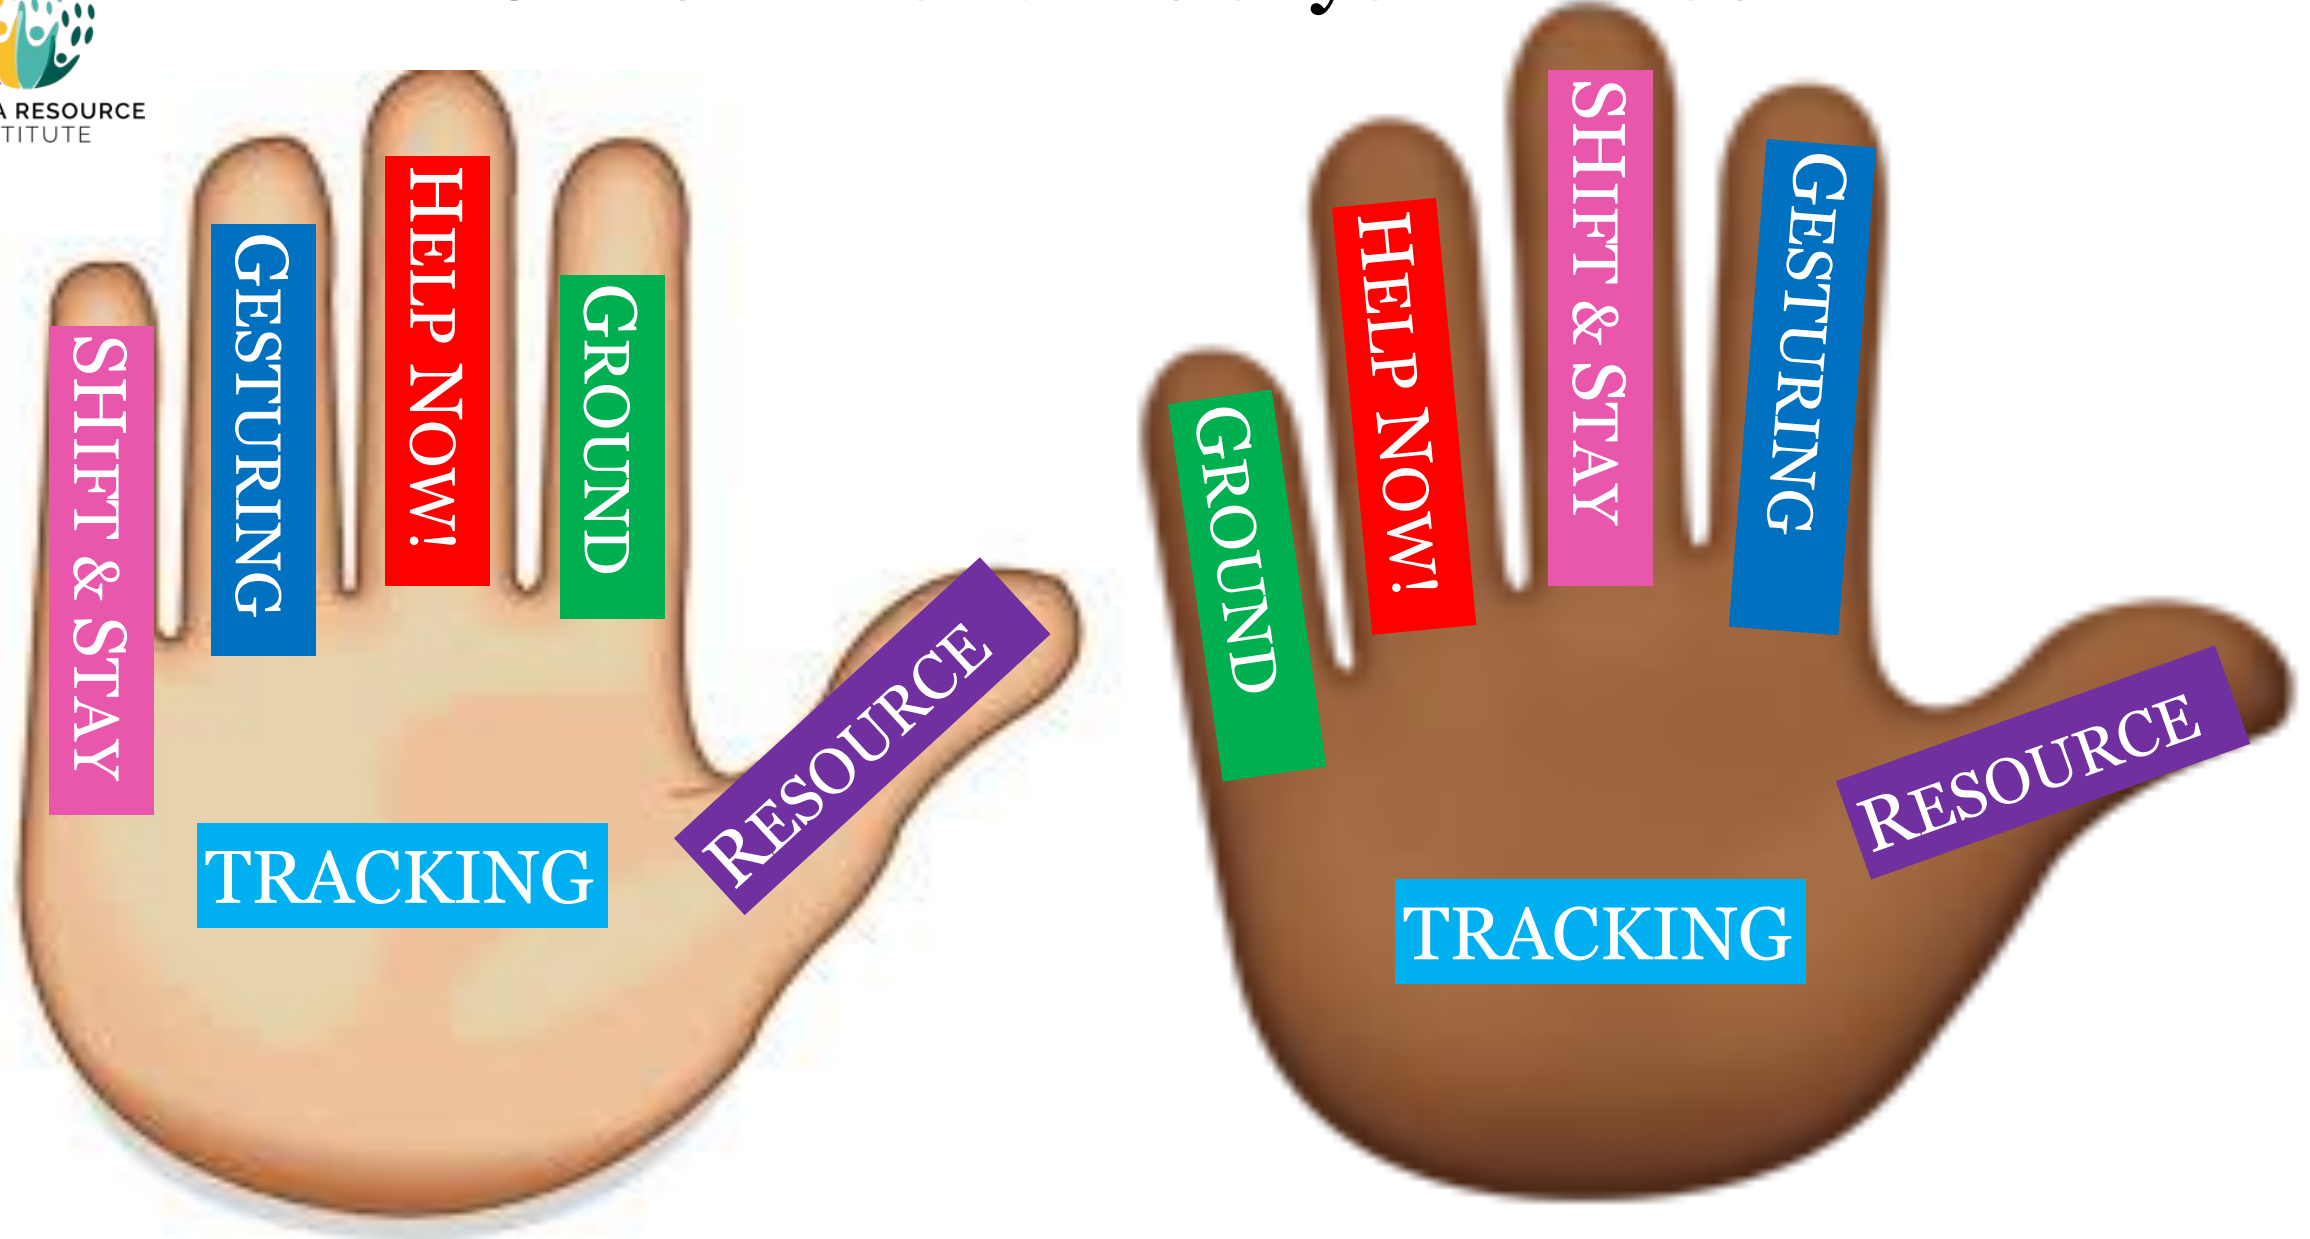 A RESOURCE
TITUTE
SHIFT & STAY
GESTURING
HELP NOW!
GROUND
RESOURCE
TRACKING
GROUND
HELP NOW!
SHIFT & STAY
GESTURING
RESOURCE
TRACKING